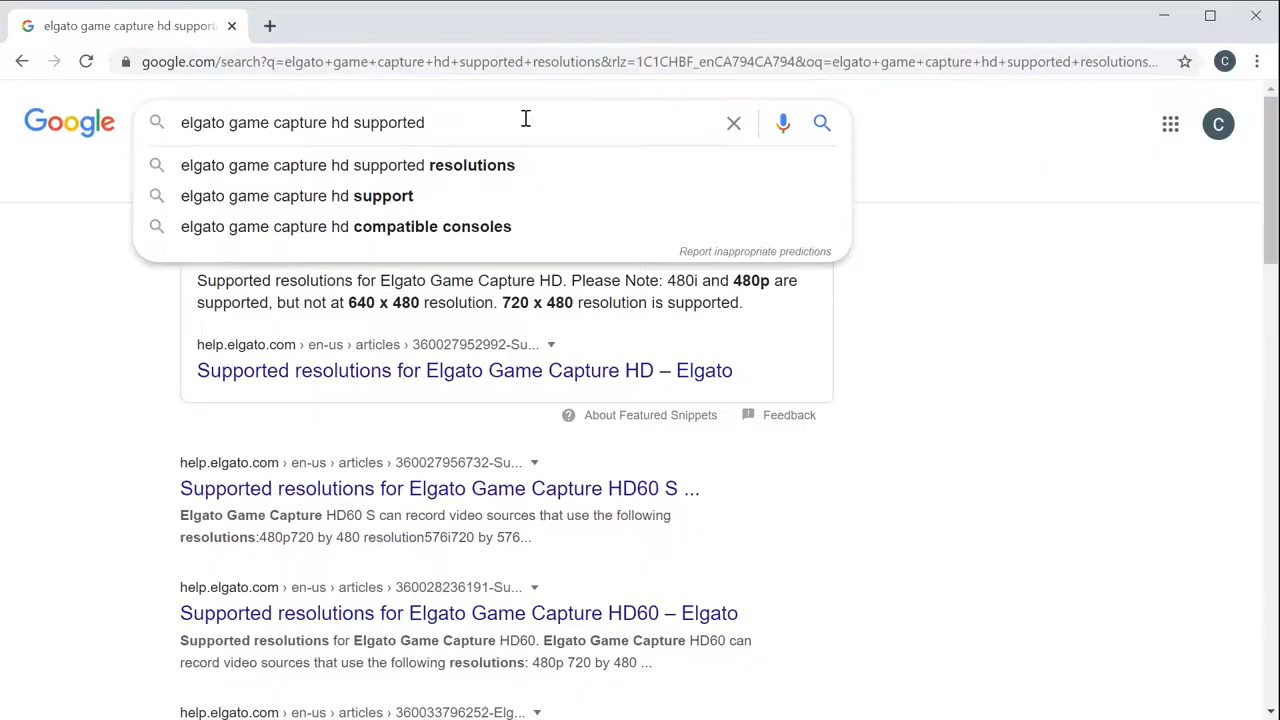 elgato game capture hd support
google.com/search?q=elgato+game+capture+hd+supported+resolutions&rlz=1C1CHBF_enCA794CA794&oq=elgato+game+capture+hd+supported+resolutions...
C
Google
elgato game capture hd supported
C
elgato game capture hd supported resolutions
elgato game capture hd support
elgato game capture hd compatible consoles
Report inappropriate predictions
Supported resolutions for Elgato Game Capture HD. Please Note: 480i and 480p are
supported, but not at 640 x 480 resolution. 720 x 480 resolution is supported.
help.elgato.com › en-us › articles › 360027952992-Su...
Supported resolutions for Elgato Game Capture HD – Elgato
About Featured Snippets
Feedback
help.elgato.com › en-us › articles › 360027956732-Su...
Supported resolutions for Elgato Game Capture HD60 S ...
Elgato Game Capture HD60 S can record video sources that use the following
resolutions:480p720 by 480 resolution576i720 by 576...
help.elgato.com › en-us › articles › 360028236191-Su...
Supported resolutions for Elgato Game Capture HD60 – Elgato
Supported resolutions for Elgato Game Capture HD60. Elgato Game Capture HD60 can
record video sources that use the following resolutions: 480p 720 by 480 ...
help.elgato.com › en-us › articles › 360033796252-Elg...